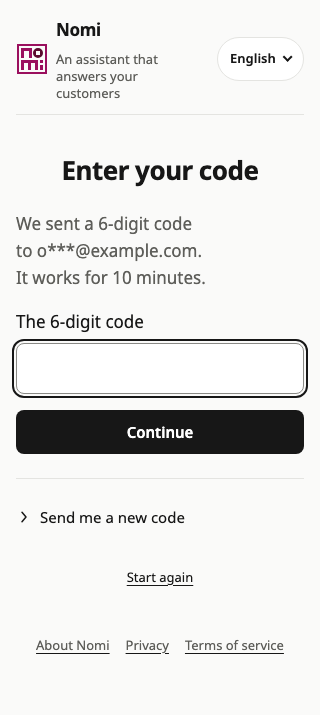 Nomi
An assistant that
answers your
customers
English
Enter your code
We sent a 6-digit code
to o***@example.com.
It works for 10 minutes.
The 6-digit code
Continue
Send me a new code
Start again
About Nomi Privacy Terms of service